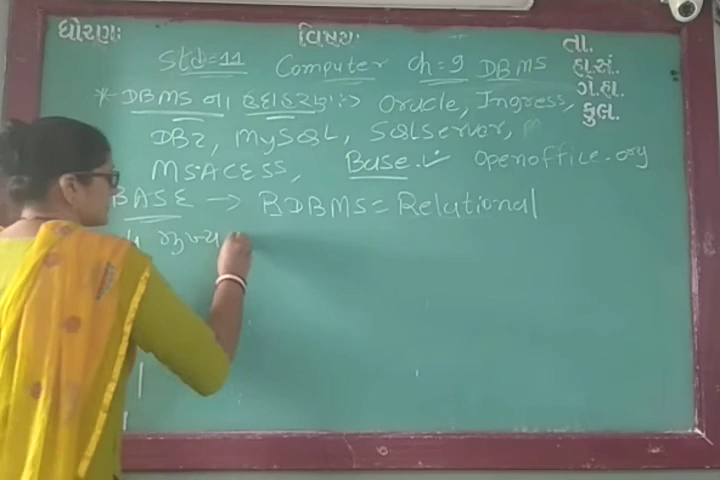 ધોરણઃ વિષયઃ તા.
Std=11 Computer ch=9 DBMS હા.સં.
* DBMS ના ઉદાહરણ :-> Oracle, Ingress, ગે.હા.
DB2, MySQL, SQLServer, M કુલ.
MSACESS, Base. ✓ Openoffice.org
BASE → RDBMS = Relational
મુખ્ય